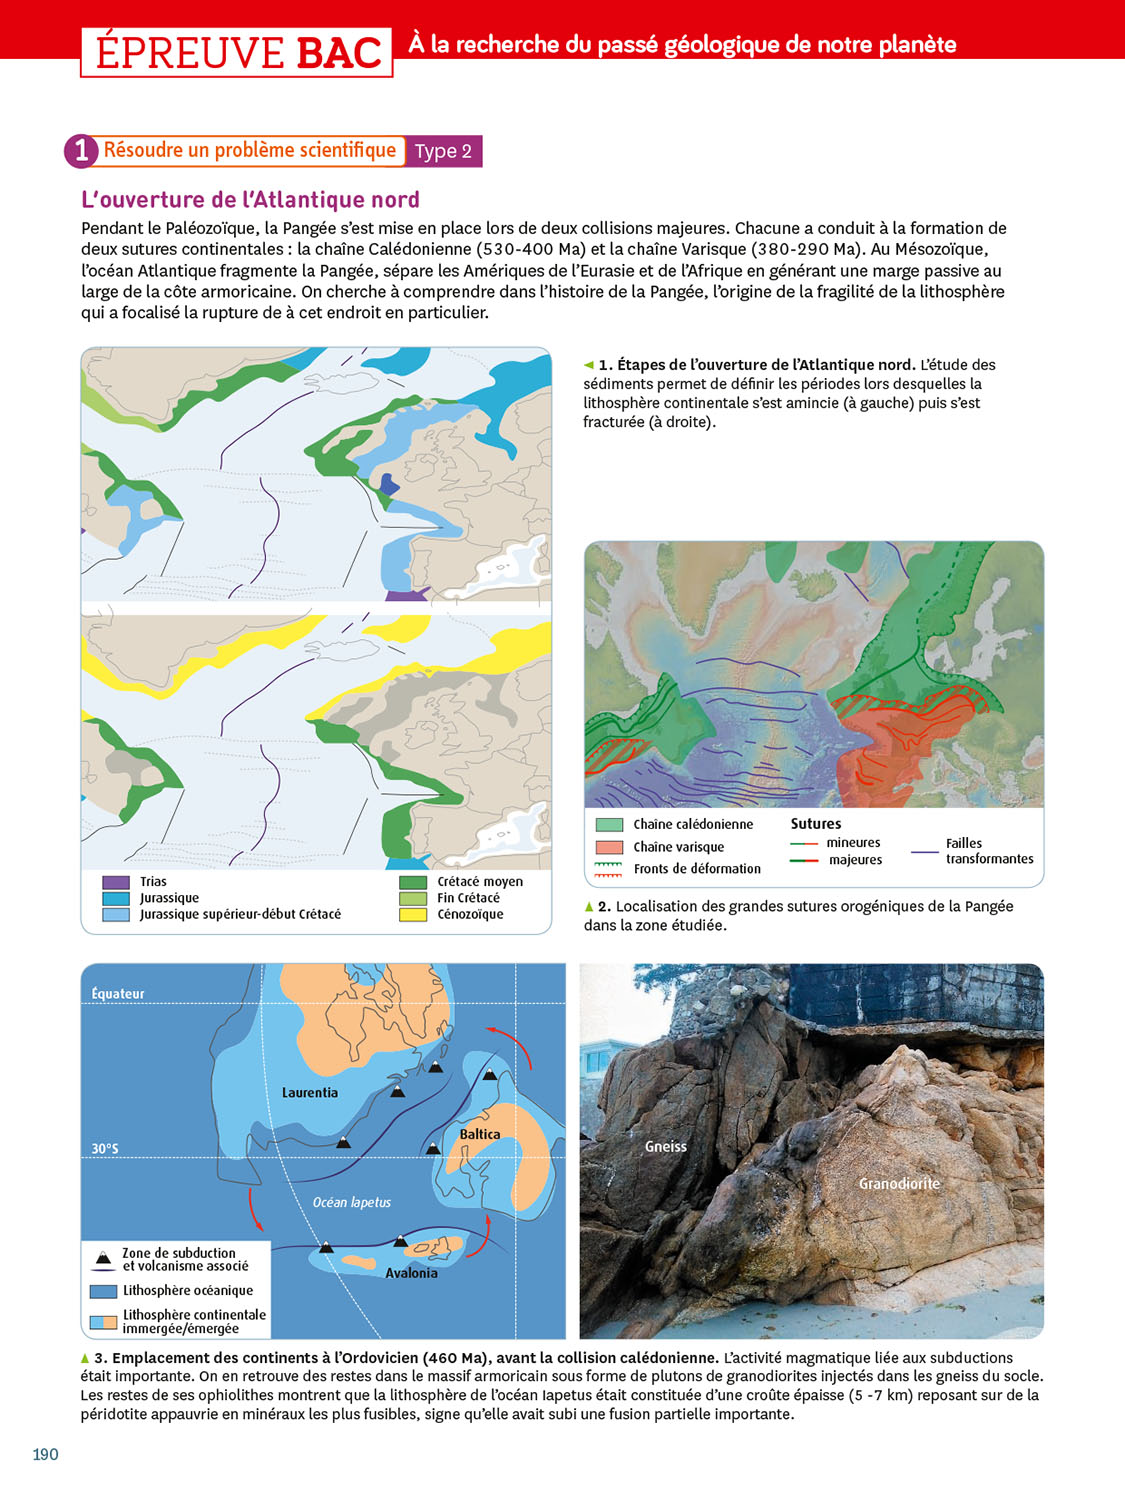 ÉPREUVE BAC
À la recherche du passé géologique de notre planète
1 Résoudre un problème scientifique Type 2
L'ouverture de l'Atlantique nord
Pendant le Paléozoïque, la Pangée s'est mise en place lors de deux collisions majeures. Chacune a conduit à la formation de
deux sutures continentales : la chaîne Calédonienne (530-400 Ma) et la chaîne Varisque (380-290 Ma). Au Mésozoïque,
l'océan Atlantique fragmente la Pangée, sépare les Amériques de l'Eurasie et de l'Afrique en générant une marge passive au
large de la côte armoricaine. On cherche à comprendre dans l'histoire de la Pangée, l'origine de la fragilité de la lithosphère
qui a focalisé la rupture de à cet endroit en particulier.
Trias
Jurassique
Jurassique supérieur-début Crétacé
Crétacé moyen
Fin Crétacé
Cénozoïque
◄ 1. Étapes de l'ouverture de l'Atlantique nord. L'étude des
sédiments permet de définir les périodes lors desquelles la
lithosphère continentale s'est amincie (à gauche) puis s'est
fracturée (à droite).
Chaîne calédonienne
Chaîne varisque
Fronts de déformation
Sutures
mineures
majeures
Failles
transformantes
▲ 2. Localisation des grandes sutures orogéniques de la Pangée
dans la zone étudiée.
Équateur
Laurentia
Baltica
30°S
Océan Iapetus
Avalonia
Zone de subduction
et volcanisme associé
Lithosphère océanique
Lithosphère continentale
immergée/émergée
Gneiss
Granodiorite
▲ 3. Emplacement des continents à l'Ordovicien (460 Ma), avant la collision calédonienne. L'activité magmatique liée aux subductions
était importante. On en retrouve des restes dans le massif armoricain sous forme de plutons de granodiorites injectés dans les gneiss du socle.
Les restes de ses ophiolithes montrent que la lithosphère de l'océan Iapetus était constituée d'une croûte épaisse (5 -7 km) reposant sur de la
péridotite appauvrie en minéraux les plus fusibles, signe qu'elle avait subi une fusion partielle importante.
190